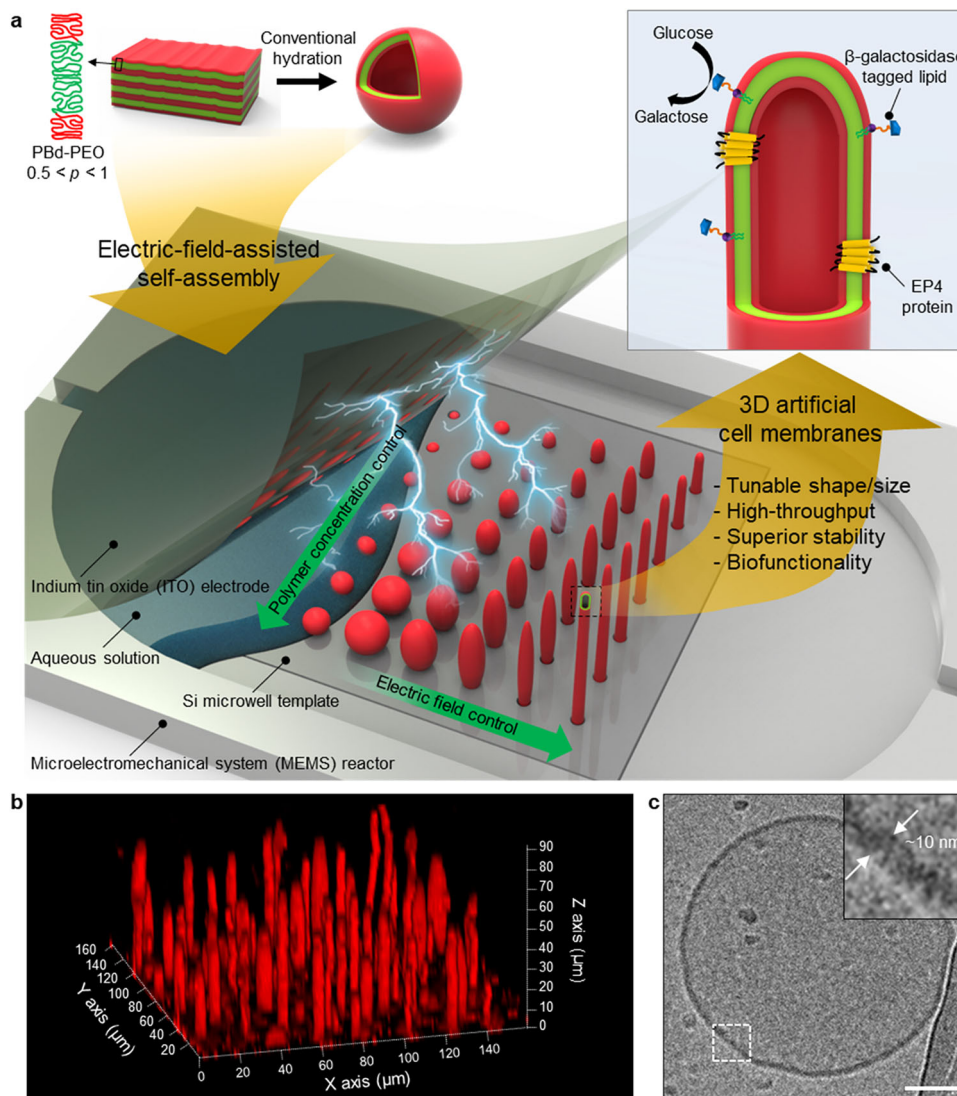 a
PBd-PEO
0.5 < p < 1
Conventional
hydration
Glucose
Galactose
β-galactosidase
tagged lipid
EP4
protein
Electric-field-assisted
self-assembly
3D artificial
cell membranes
- Tunable shape/size
- High-throughput
- Superior stability
- Biofunctionality
Polymer concentration control
Electric field control
Indium tin oxide (ITO) electrode
Aqueous solution
Si microwell template
Microelectromechanical system (MEMS) reactor
b
90
80
70
60
50
40
30
20
10
0
Z axis (μm)
160
140
120
100
80
60
40
20
Y axis (μm)
0
20
40
60
80
100
120
140
X axis (μm)
c
~10 nm